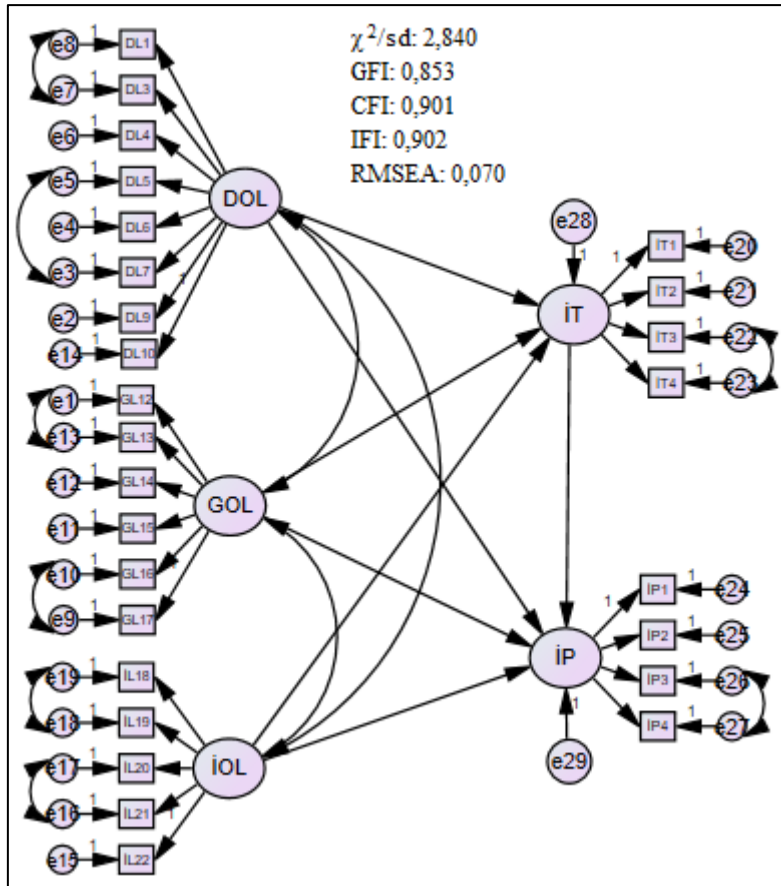 χ²/sd: 2,840
GFI: 0,853
CFI: 0,901
IFI: 0,902
RMSEA: 0,070
e8 1 DL1
e7 1 DL3
e6 1 DL4
e5 1 DL5
e4 1 DL6
e3 1 DL7
e2 1 DL9
e14 1 DL10
1
DOL
e1 1 GL12
e13 1 GL13
e12 1 GL14
e11 1 GL15
e10 1 GL16
e9 1 GL17
1
GOL
e19 1 İL18
e18 1 İL19
e17 1 İL20
e16 1 İL21
e15 1 İL22
1
İOL
e28
1
İT
1
İT1 1 e20
İT2 1 e21
İT3 1 e22
İT4 1 e23
İP
1
İP1 1 e24
İP2 1 e25
İP3 1 e26
İP4 1 e27
1
e29